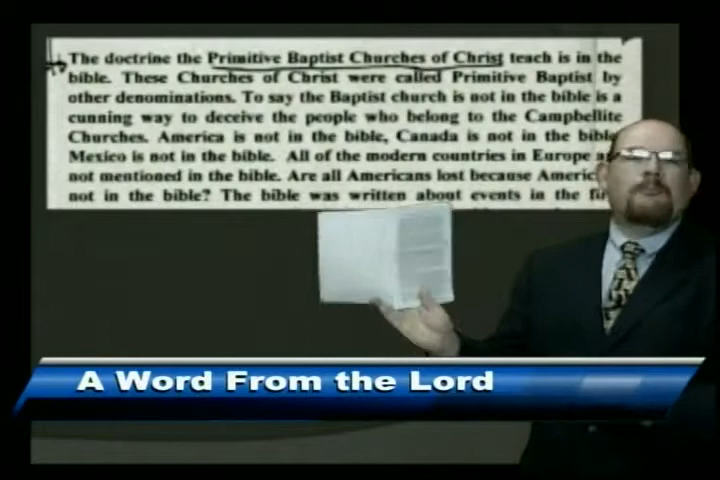 The doctrine the Primitive Baptist Churches of Christ teach is in the
bible. These Churches of Christ were called Primitive Baptist by
other denominations. To say the Baptist church is not in the bible is a
cunning way to deceive the people who belong to the Campbellite
Churches. America is not in the bible, Canada is not in the bible
Mexico is not in the bible. All of the modern countries in Europe
not mentioned in the bible. Are all Americans lost because
not in the bible? The bible was written about events in the
A Word From the Lord